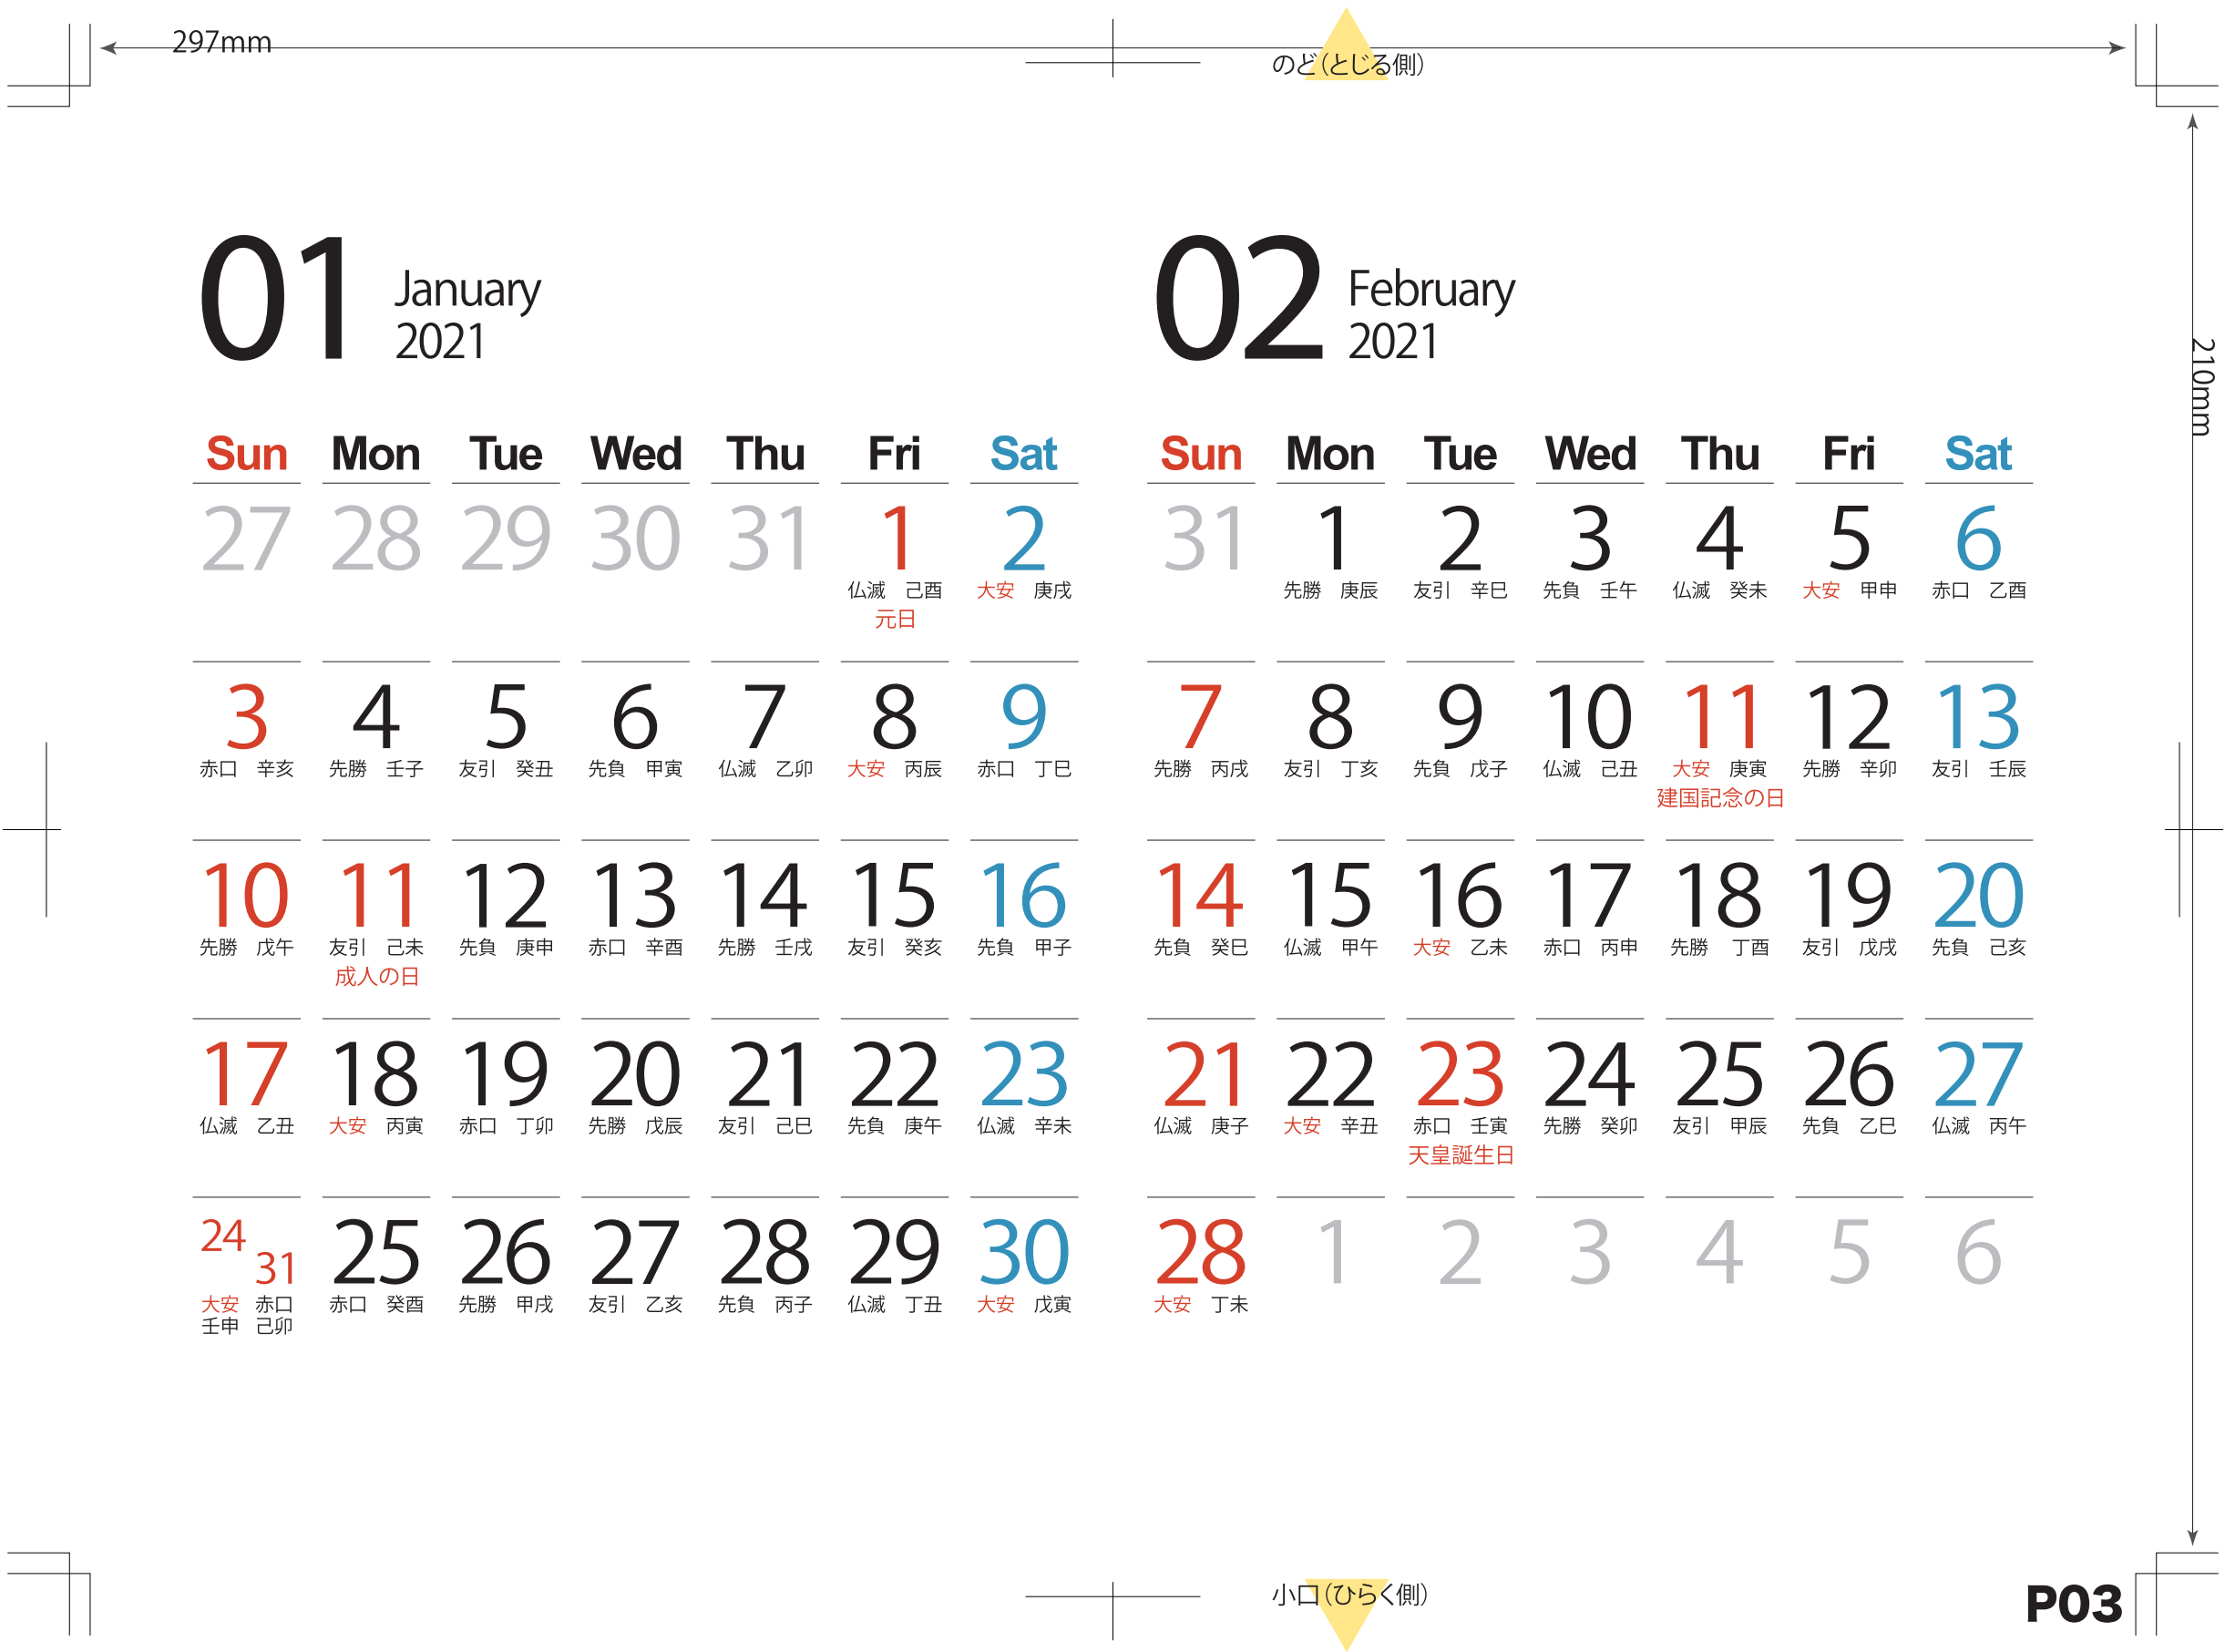 297mm
のど(とじる側)
210mm
01 January
2021
Sun Mon Tue Wed Thu Fri Sat
27 28 29 30 31 1 2
仏滅 己酉 大安 庚戌
元日
3 4 5 6 7 8 9
赤口 辛亥 先勝 壬子 友引 癸丑 先負 甲寅 仏滅 乙卯 大安 丙辰 赤口 丁巳
10 11 12 13 14 15 16
先勝 戊午 友引 己未 先負 庚申 赤口 辛酉 先勝 壬戌 友引 癸亥 先負 甲子
成人の日
17 18 19 20 21 22 23
仏滅 乙丑 大安 丙寅 赤口 丁卯 先勝 戊辰 友引 己巳 先負 庚午 仏滅 辛未
24 31 25 26 27 28 29 30
大安 赤口 赤口 癸酉 先勝 甲戌 友引 乙亥 先負 丙子 仏滅 丁丑 大安 戊寅
壬申 己卯
02 February
2021
Sun Mon Tue Wed Thu Fri Sat
31 1 2 3 4 5 6
先勝 庚辰 友引 辛巳 先負 壬午 仏滅 癸未 大安 甲申 赤口 乙酉
7 8 9 10 11 12 13
先勝 丙戌 友引 丁亥 先負 戊子 仏滅 己丑 大安 庚寅 先勝 辛卯 友引 壬辰
建国記念の日
14 15 16 17 18 19 20
先負 癸巳 仏滅 甲午 大安 乙未 赤口 丙申 先勝 丁酉 友引 戊戌 先負 己亥
21 22 23 24 25 26 27
仏滅 庚子 大安 辛丑 赤口 壬寅 先勝 癸卯 友引 甲辰 先負 乙巳 仏滅 丙午
天皇誕生日
28 1 2 3 4 5 6
大安 丁未
小口(ひらく側)
P03